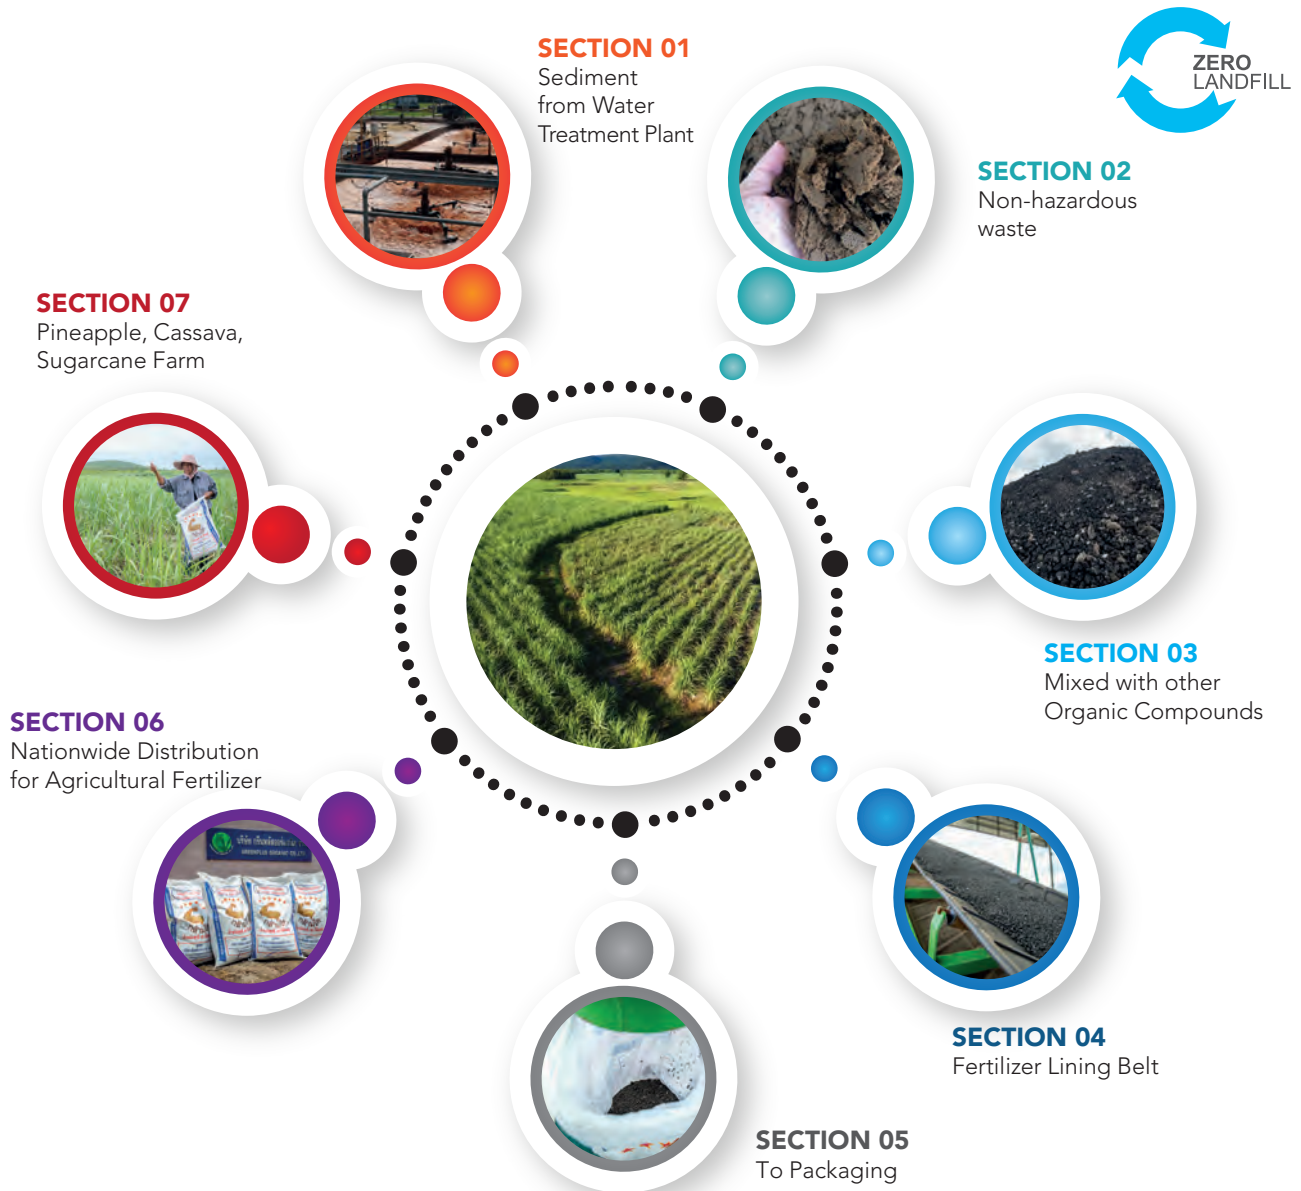 SECTION 01
Sediment
from Water
Treatment Plant
ZERO
LANDFILL
SECTION 02
Non-hazardous
waste
SECTION 07
Pineapple, Cassava,
Sugarcane Farm
SECTION 03
Mixed with other
Organic Compounds
SECTION 06
Nationwide Distribution
for Agricultural Fertilizer
SECTION 04
Fertilizer Lining Belt
SECTION 05
To Packaging